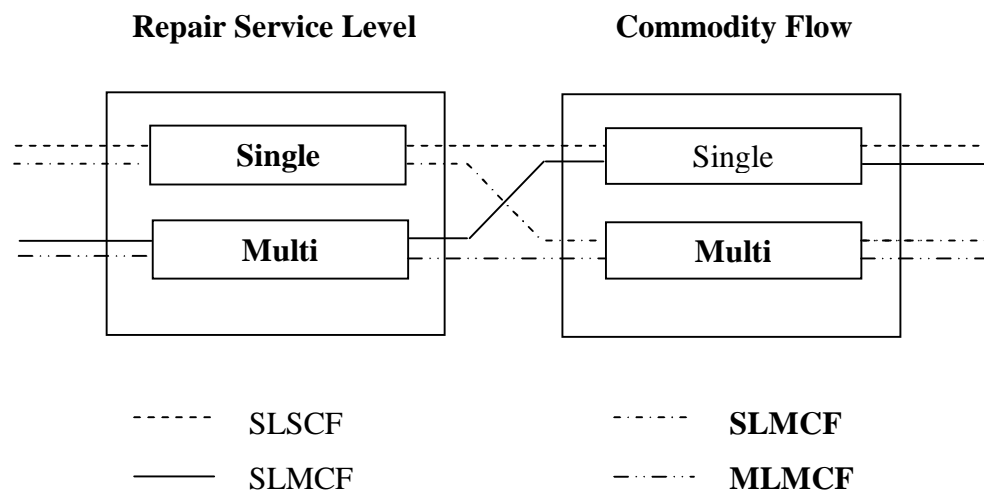 Repair Service Level
Commodity Flow
Single
Single
Multi
Multi
SLSCF
SLMCF
SLMCF
MLMCF